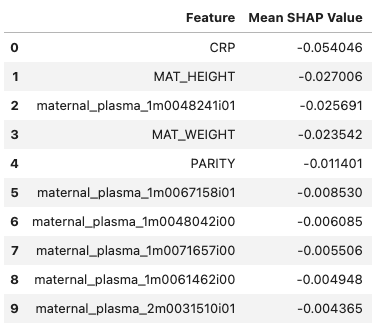 Feature Mean SHAP Value
0 CRP -0.054046
1 MAT_HEIGHT -0.027006
2 maternal_plasma_1m0048241i01 -0.025691
3 MAT_WEIGHT -0.023542
4 PARITY -0.011401
5 maternal_plasma_1m0067158i01 -0.008530
6 maternal_plasma_1m0048042i00 -0.006085
7 maternal_plasma_1m0071657i00 -0.005506
8 maternal_plasma_1m0061462i00 -0.004948
9 maternal_plasma_2m0031510i01 -0.004365